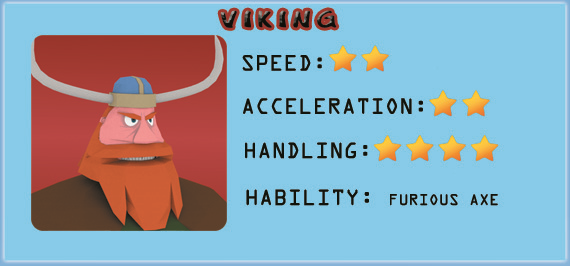 VIKING
SPEED:
ACCELERATION:
HANDLING:
HABILITY: FURIOUS AXE